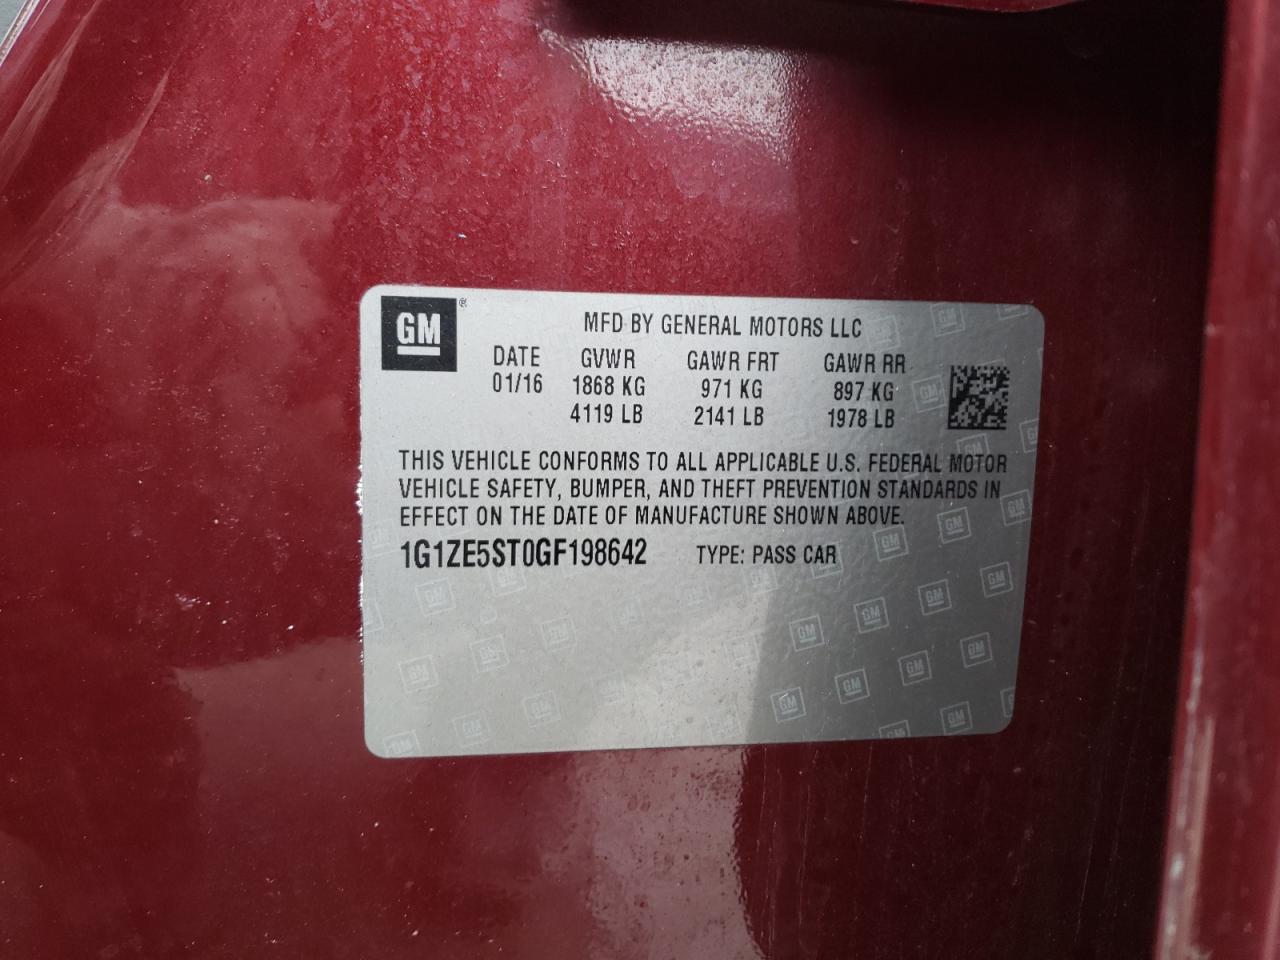 GM ®
MFD BY GENERAL MOTORS LLC
DATE GVWR GAWR FRT GAWR RR
01/16 1868 KG 971 KG 897 KG
4119 LB 2141 LB 1978 LB
THIS VEHICLE CONFORMS TO ALL APPLICABLE U.S. FEDERAL MOTOR
VEHICLE SAFETY, BUMPER, AND THEFT PREVENTION STANDARDS IN
EFFECT ON THE DATE OF MANUFACTURE SHOWN ABOVE.
1G1ZE5ST0GF198642 TYPE: PASS CAR